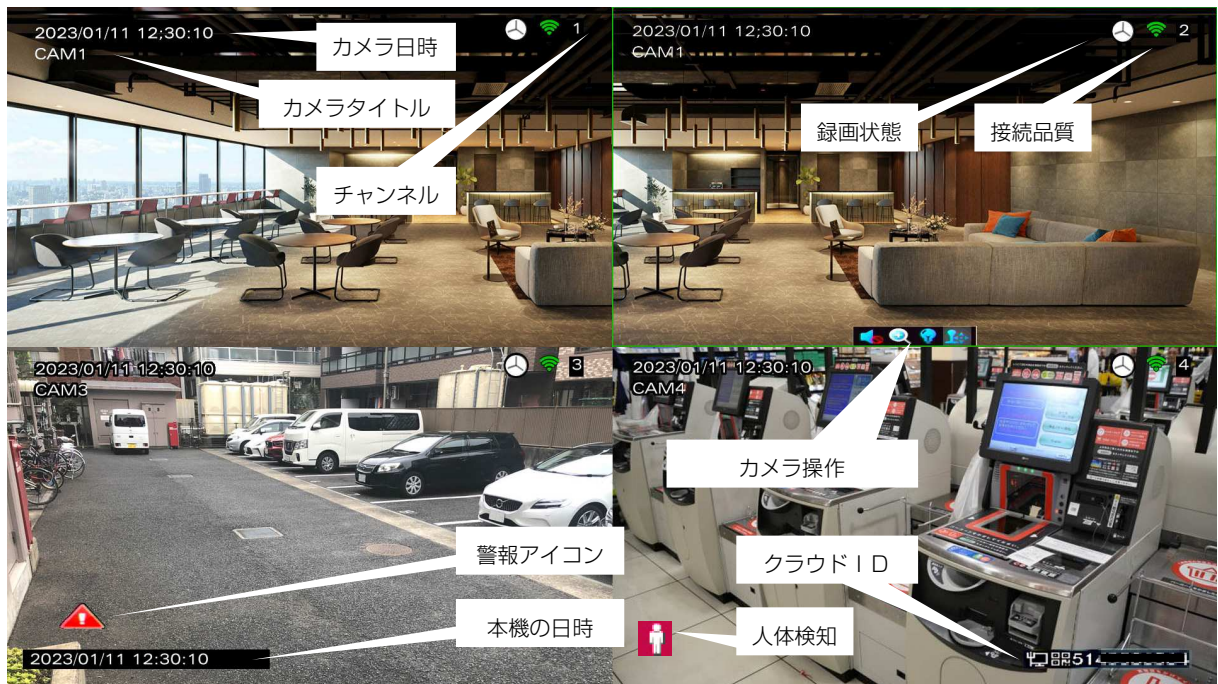 2023/01/11 12;30:10
CAM1
カメラ日時
1
カメラタイトル
チャンネル
2023/01/11 12;30:10
CAM1
2
録画状態
接続品質
2023/01/11 12:30:10
CAM3
3
警報アイコン
本機の日時
2023/01/11 12:30:10
2023/01/11 12:30:10
CAM4
4
カメラ操作
クラウドID
人体検知
514